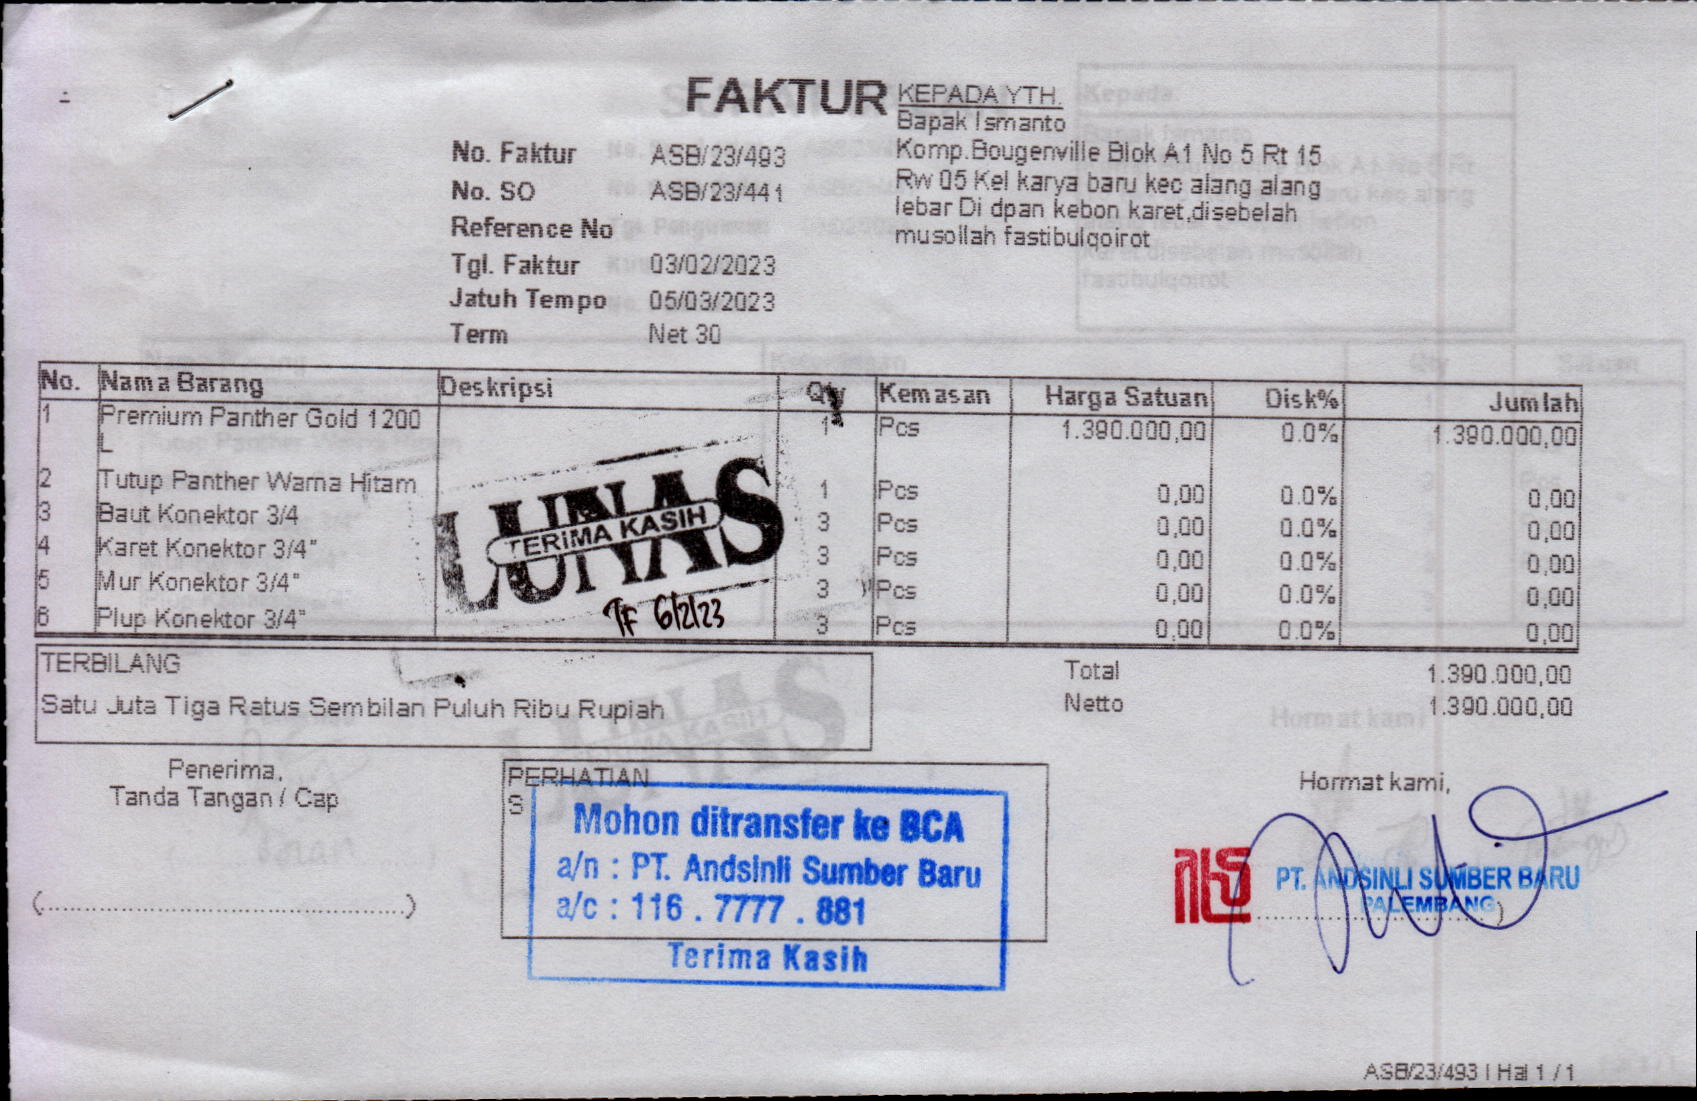 FAKTUR
KEPADA YTH.
Bapak Ismanto
Komp.Bougenville Blok A1 No 5 Rt 15
Rw 05 Kel karya baru kec alang alang
lebar Di dpan kebon karet,disebelah
musollah fastibulqoirot
No. Faktur ASB/23/493
No. SO ASB/23/441
Reference No
Tgl. Faktur 03/02/2023
Jatuh Tempo 05/03/2023
Term Net 30
No. Nama Barang Deskripsi Qty Kemasan Harga Satuan Disk% Jumlah
1 Premium Panther Gold 1200 1 Pcs 1.390.000,00 0.0% 1.390.000,00
L
2 Tutup Panther Warna Hitam 1 Pcs 0,00 0.0% 0,00
3 Baut Konektor 3/4 3 Pcs 0,00 0.0% 0,00
4 Karet Konektor 3/4" 3 Pcs 0,00 0.0% 0,00
5 Mur Konektor 3/4" 3 Pcs 0,00 0.0% 0,00
6 Plup Konektor 3/4" 3 Pcs 0,00 0.0% 0,00
LUNAS
TERIMA KASIH
TF 6/2/23
TERBILANG
Satu Juta Tiga Ratus Sembilan Puluh Ribu Rupiah
Total 1.390.000,00
Netto 1.390.000,00
Penerima,
Tanda Tangan / Cap
(..........................................)
PERHATIAN
S
Mohon ditransfer ke BCA
a/n : PT. Andsinli Sumber Baru
a/c : 116 . 7777 . 881
Terima Kasih
Hormat kami,
PT. ANDSINLI SUMBER BARU
PALEMBANG
ASB/23/493 | Hal 1 / 1